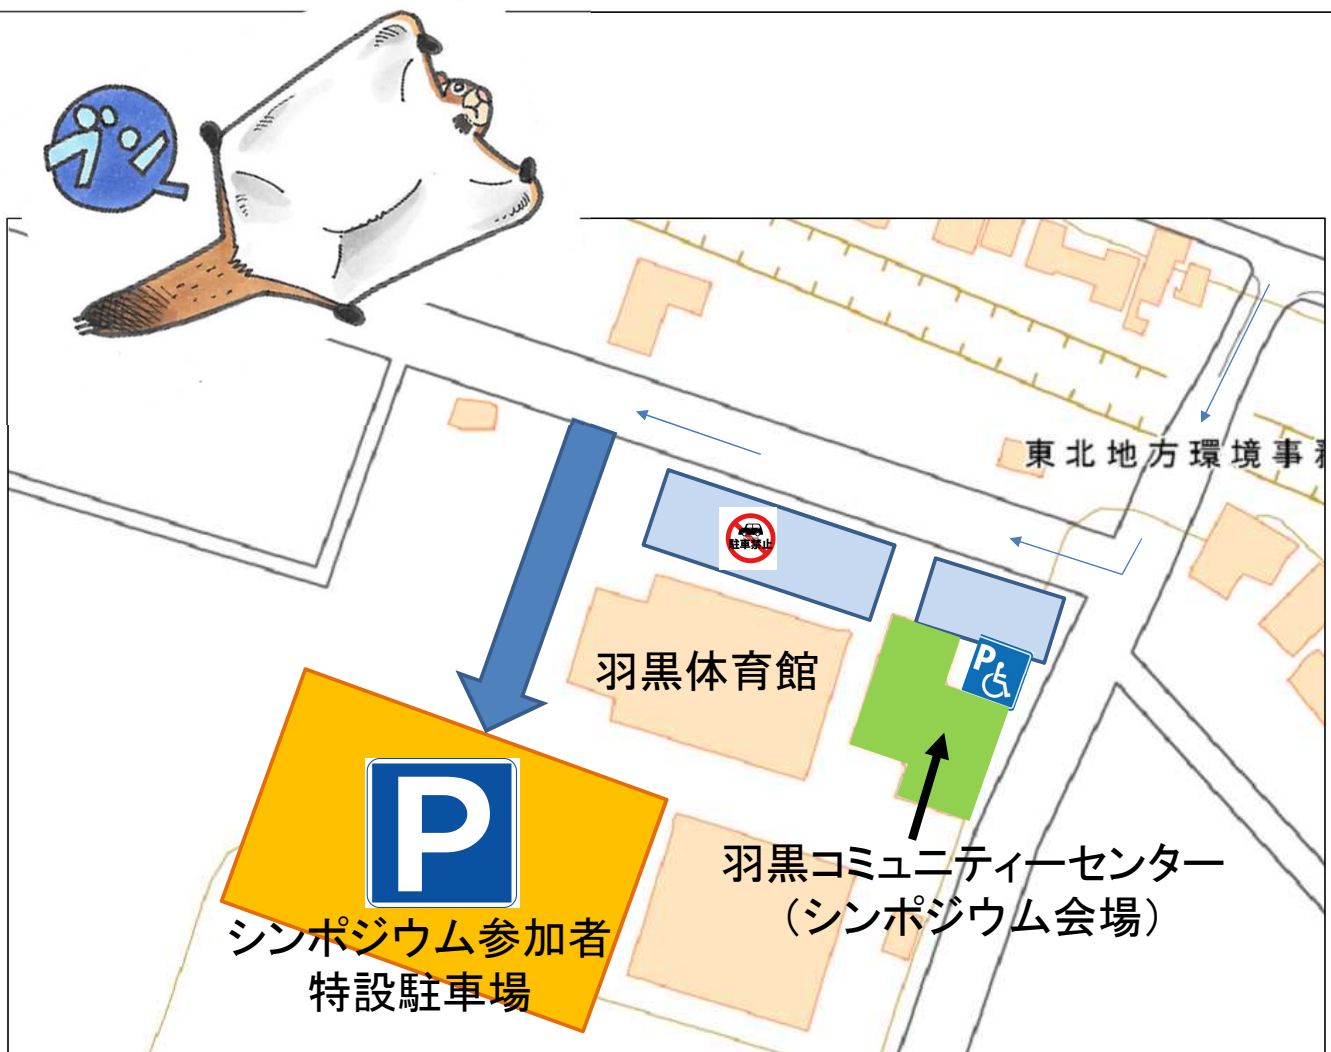 東北地方環境事
駐車禁止
羽黒体育館
P
羽黒コミュニティーセンター
（シンポジウム会場）
P
シンポジウム参加者
特設駐車場